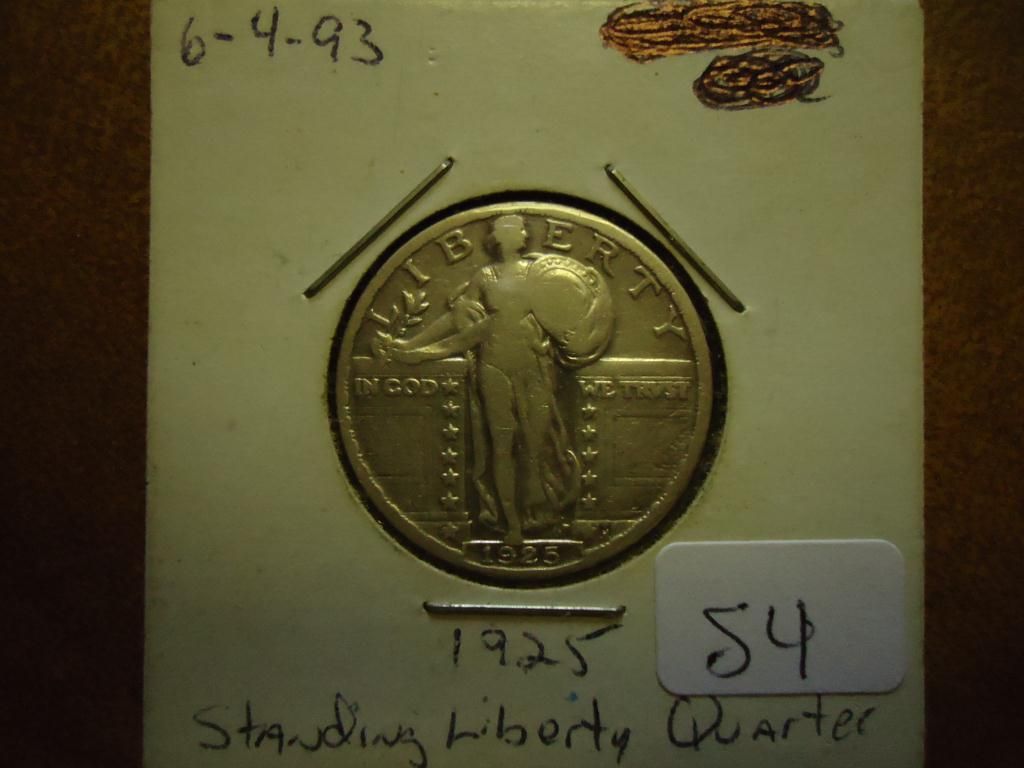 6-4-93
LIBERTY
IN GOD WE TRUST
1925
1925
54
Standing Liberty Quarter